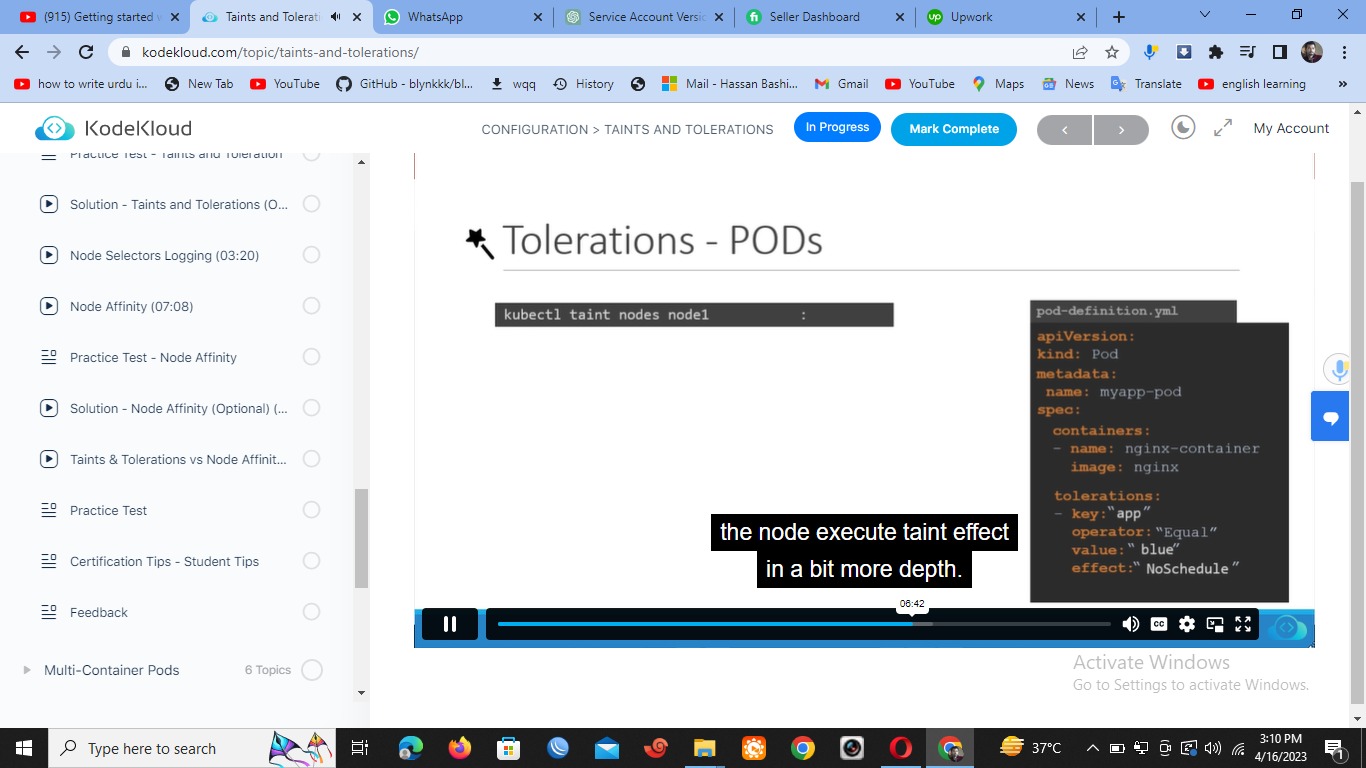 (915) Getting started w
Taints and Tolerati
WhatsApp
Service Account Versio
Seller Dashboard
Upwork
kodekloud.com/topic/taints-and-tolerations/
how to write urdu i...
New Tab
YouTube
GitHub - blynkkk/bl...
wqq
History
Mail - Hassan Bashi...
Gmail
YouTube
Maps
News
Translate
english learning
»
KodeKloud
CONFIGURATION > TAINTS AND TOLERATIONS
In Progress
Mark Complete
My Account
Practice Test - Taints and Toleration
Solution - Taints and Tolerations (O...
Node Selectors Logging (03:20)
Node Affinity (07:08)
Practice Test - Node Affinity
Solution - Node Affinity (Optional) (...
Taints & Tolerations vs Node Affinit...
Practice Test
Certification Tips - Student Tips
Feedback
Multi-Container Pods
6 Topics
Tolerations - PODs
kubectl taint nodes node1 :
pod-definition.yml
apiVersion:
kind: Pod
metadata:
name: myapp-pod
spec:
containers:
- name: nginx-container
image: nginx
tolerations:
- key:"app"
operator:"Equal"
value:" blue"
effect:" NoSchedule"
the node execute taint effect
in a bit more depth.
06:42
CC
Activate Windows
Go to Settings to activate Windows.
Type here to search
37°C
3:10 PM
4/16/2023
1